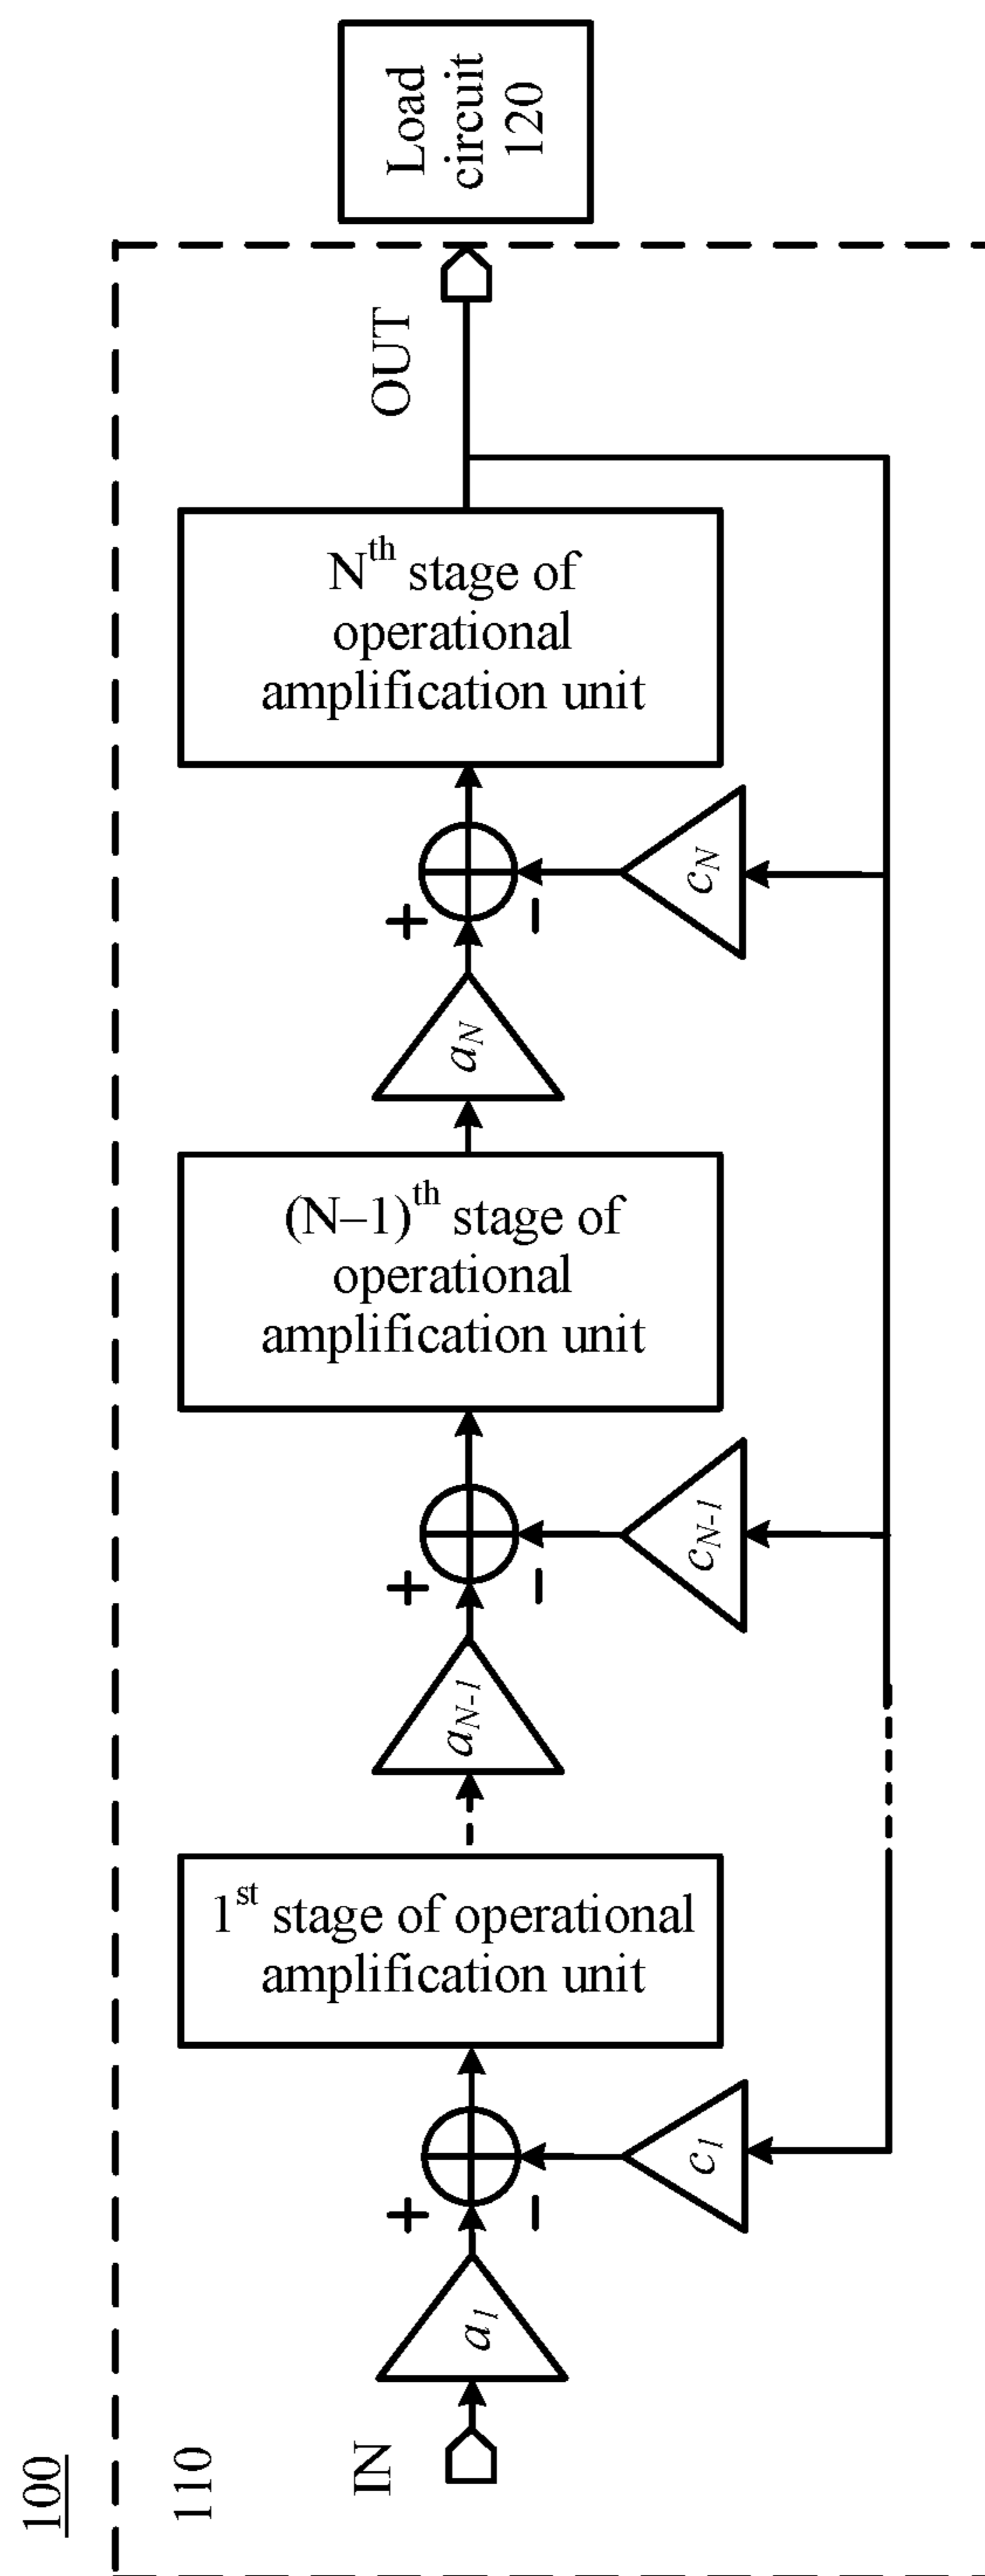 100
110
IN
a1
+
−
c1
1st stage of operational
amplification unit
aN-1
+
−
cN-1
(N–1)th stage of
operational
amplification unit
aN
+
−
cN
Nth stage of
operational
amplification unit
OUT
Load
circuit
120